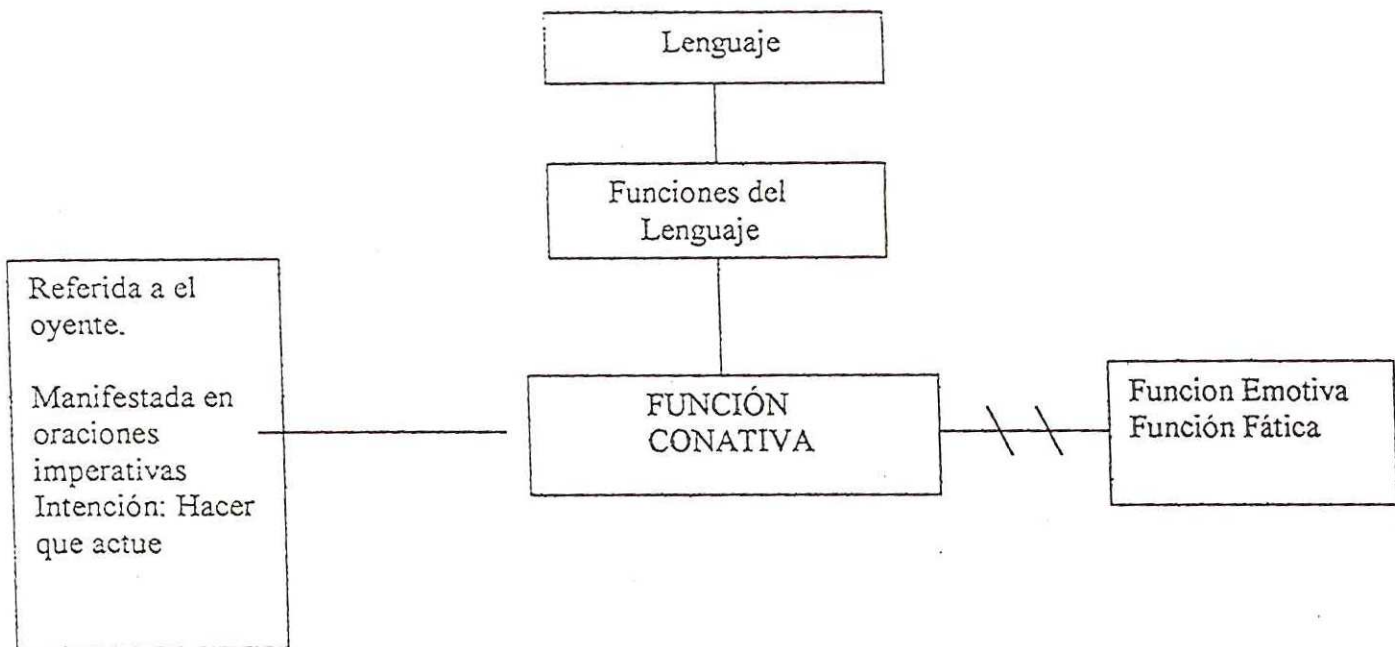 Lenguaje
Funciones del
Lenguaje
Referida a el
oyente.
Manifestada en
oraciones
imperativas
Intención: Hacer
que actue
FUNCIÓN
CONATIVA
Funcion Emotiva
Función Fática